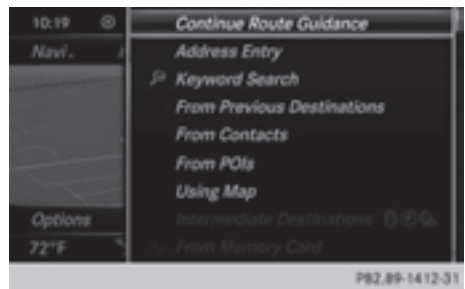 10:19
Continue Route Guidance
Navi.
Address Entry
Keyword Search
From Previous Destinations
From Contacts
From POIs
Using Map
Options
Intermediate Destinations
72°F
From Memory Card
P82.89-1412-31